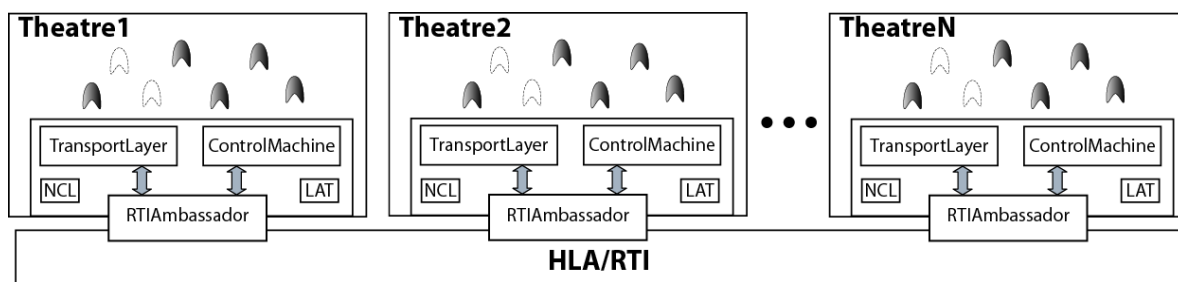 Theatre1
Theatre2
TheatreN
TransportLayer
ControlMachine
NCL
LAT
RTIAmbassador
TransportLayer
ControlMachine
NCL
LAT
RTIAmbassador
TransportLayer
ControlMachine
NCL
LAT
RTIAmbassador
HLA/RTI